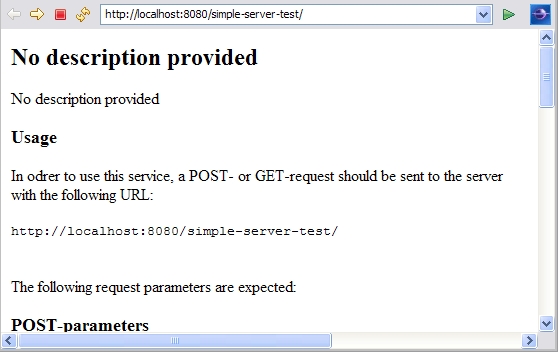 http://localhost:8080/simple-server-test/
No description provided
No description provided
Usage
In odrer to use this service, a POST- or GET-request should be sent to the server
with the following URL:
http://localhost:8080/simple-server-test/
The following request parameters are expected:
POST-parameters